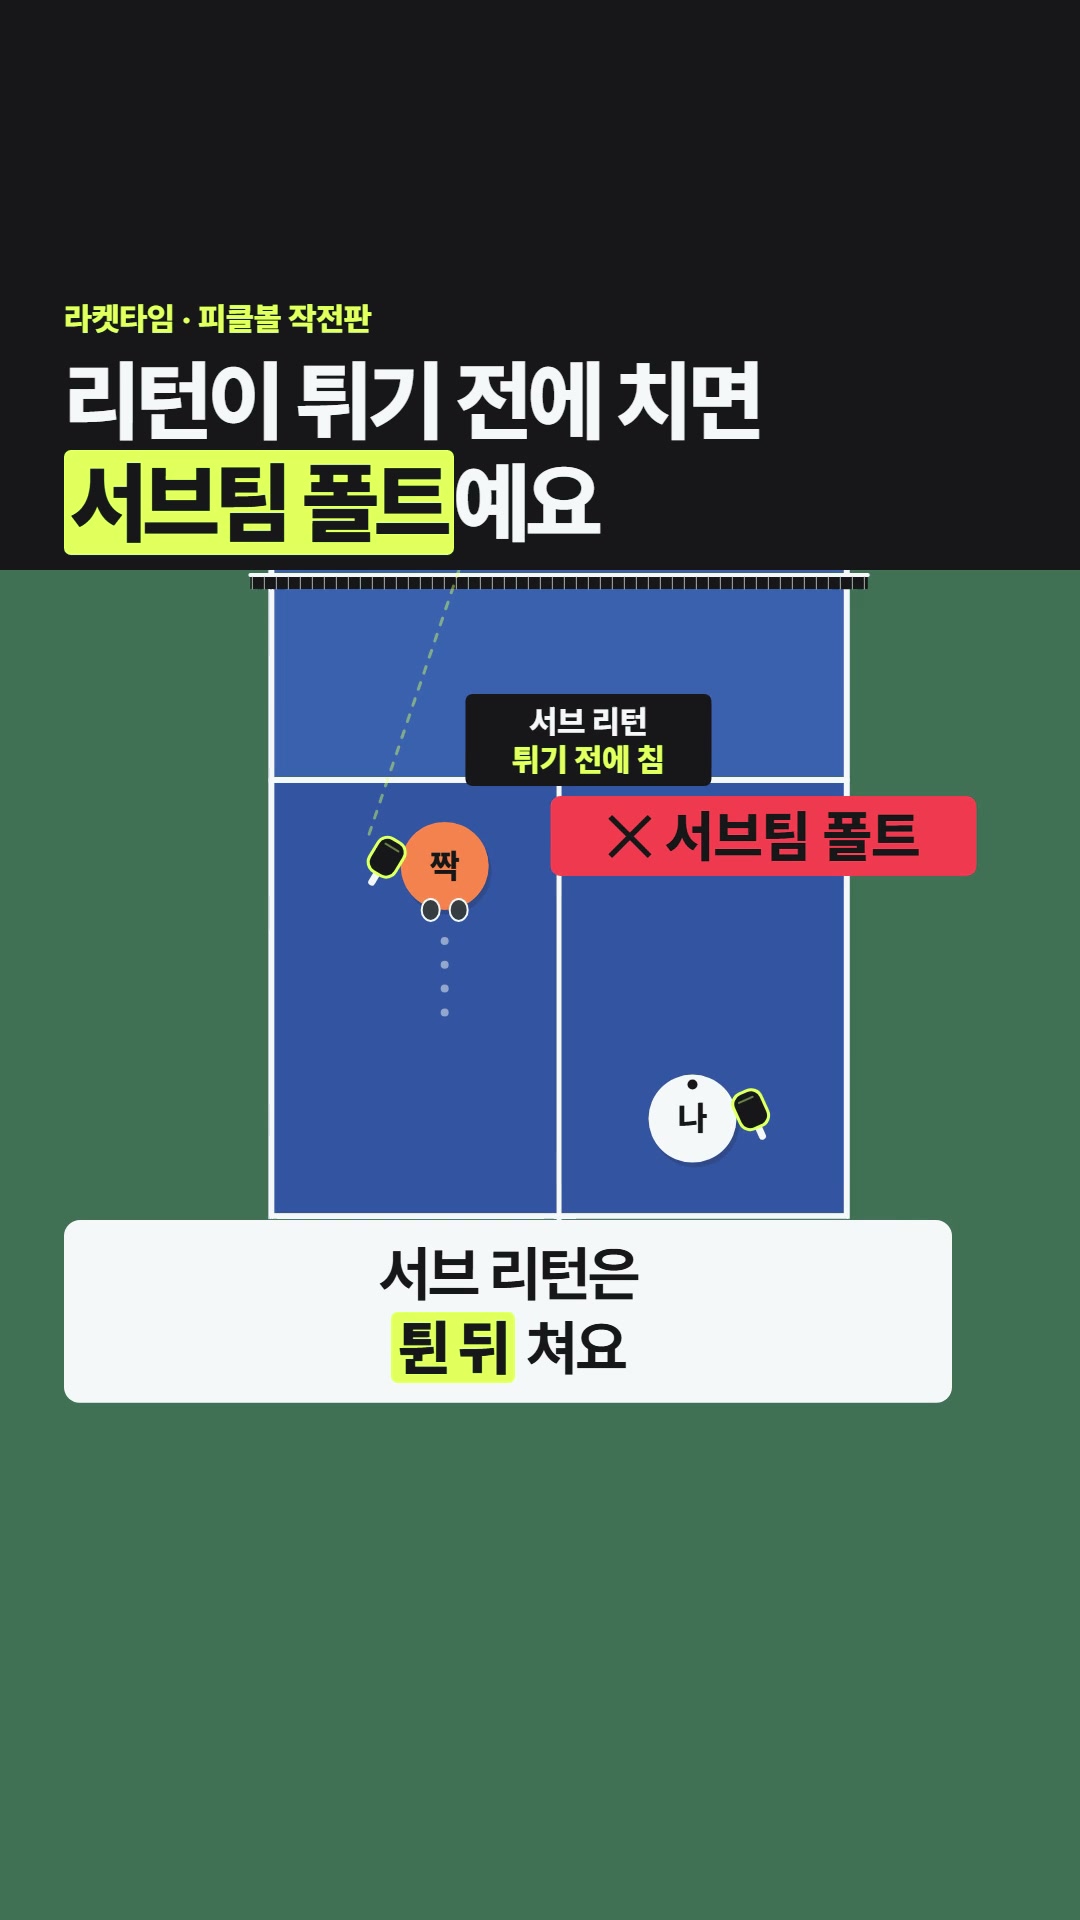 라켓타임 · 피클볼 작전판
리턴이 튀기 전에 치면
서브팀 폴트예요
서브 리턴
튀기 전에 침
✕ 서브팀 폴트
짝
나
서브 리턴은
튄 뒤 쳐요